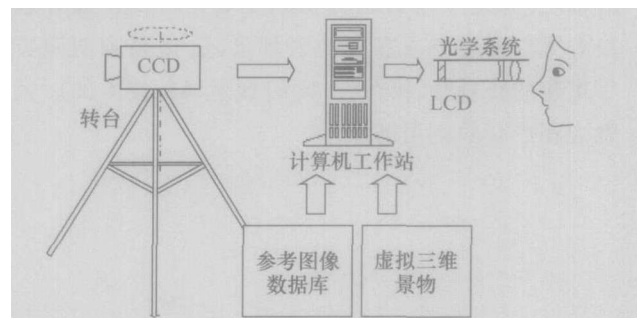 CCD
转台
光学系统
LCD
计算机工作站
参考图像
数据库
虚拟三维
景物